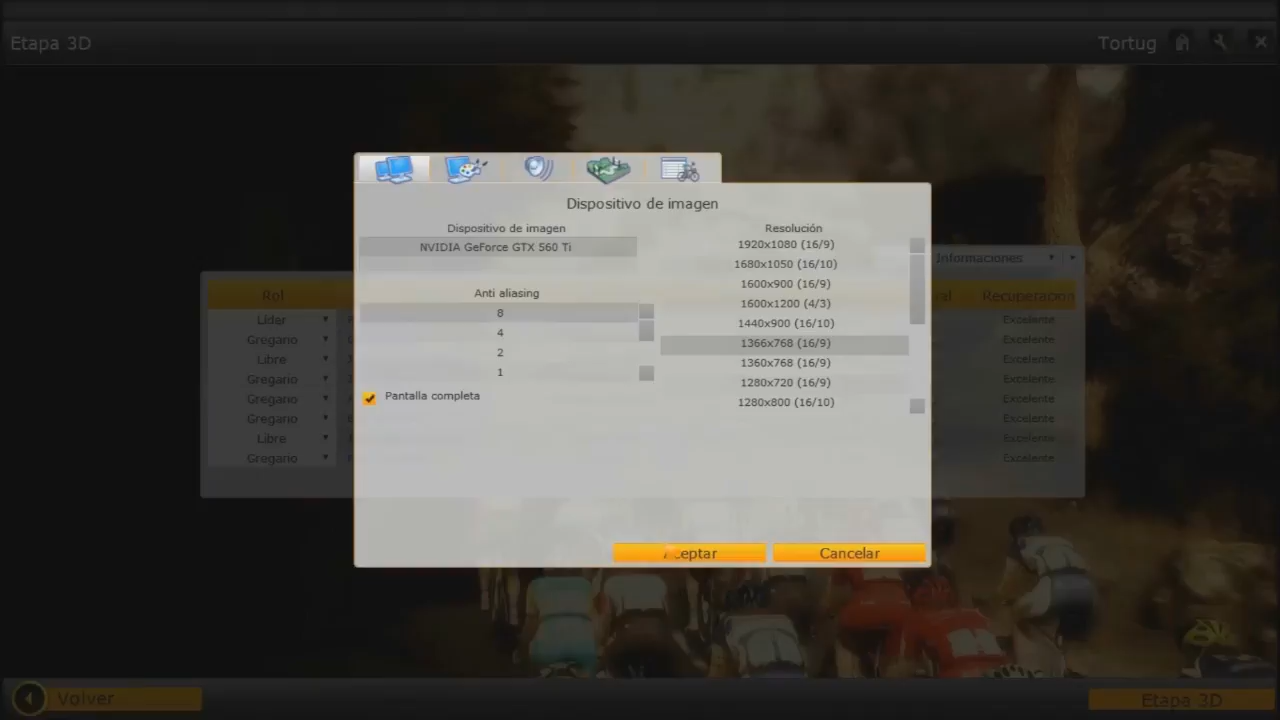 Etapa 3D
Tortug
Dispositivo de imagen
Dispositivo de imagen
NVIDIA GeForce GTX 560 Ti
Anti aliasing
8
4
2
1
Pantalla completa
Resolución
1920x1080 (16/9)
1680x1050 (16/10)
1600x900 (16/9)
1600x1200 (4/3)
1440x900 (16/10)
1366x768 (16/9)
1360x768 (16/9)
1280x720 (16/9)
1280x800 (16/10)
Aceptar
Cancelar
Rol
Líder
Gregario
Libre
Gregario
Gregario
Gregario
Libre
Gregario
Informaciones
Recuperación
Excelente
Excelente
Excelente
Excelente
Excelente
Excelente
Excelente
Excelente
Volver
Etapa 3D